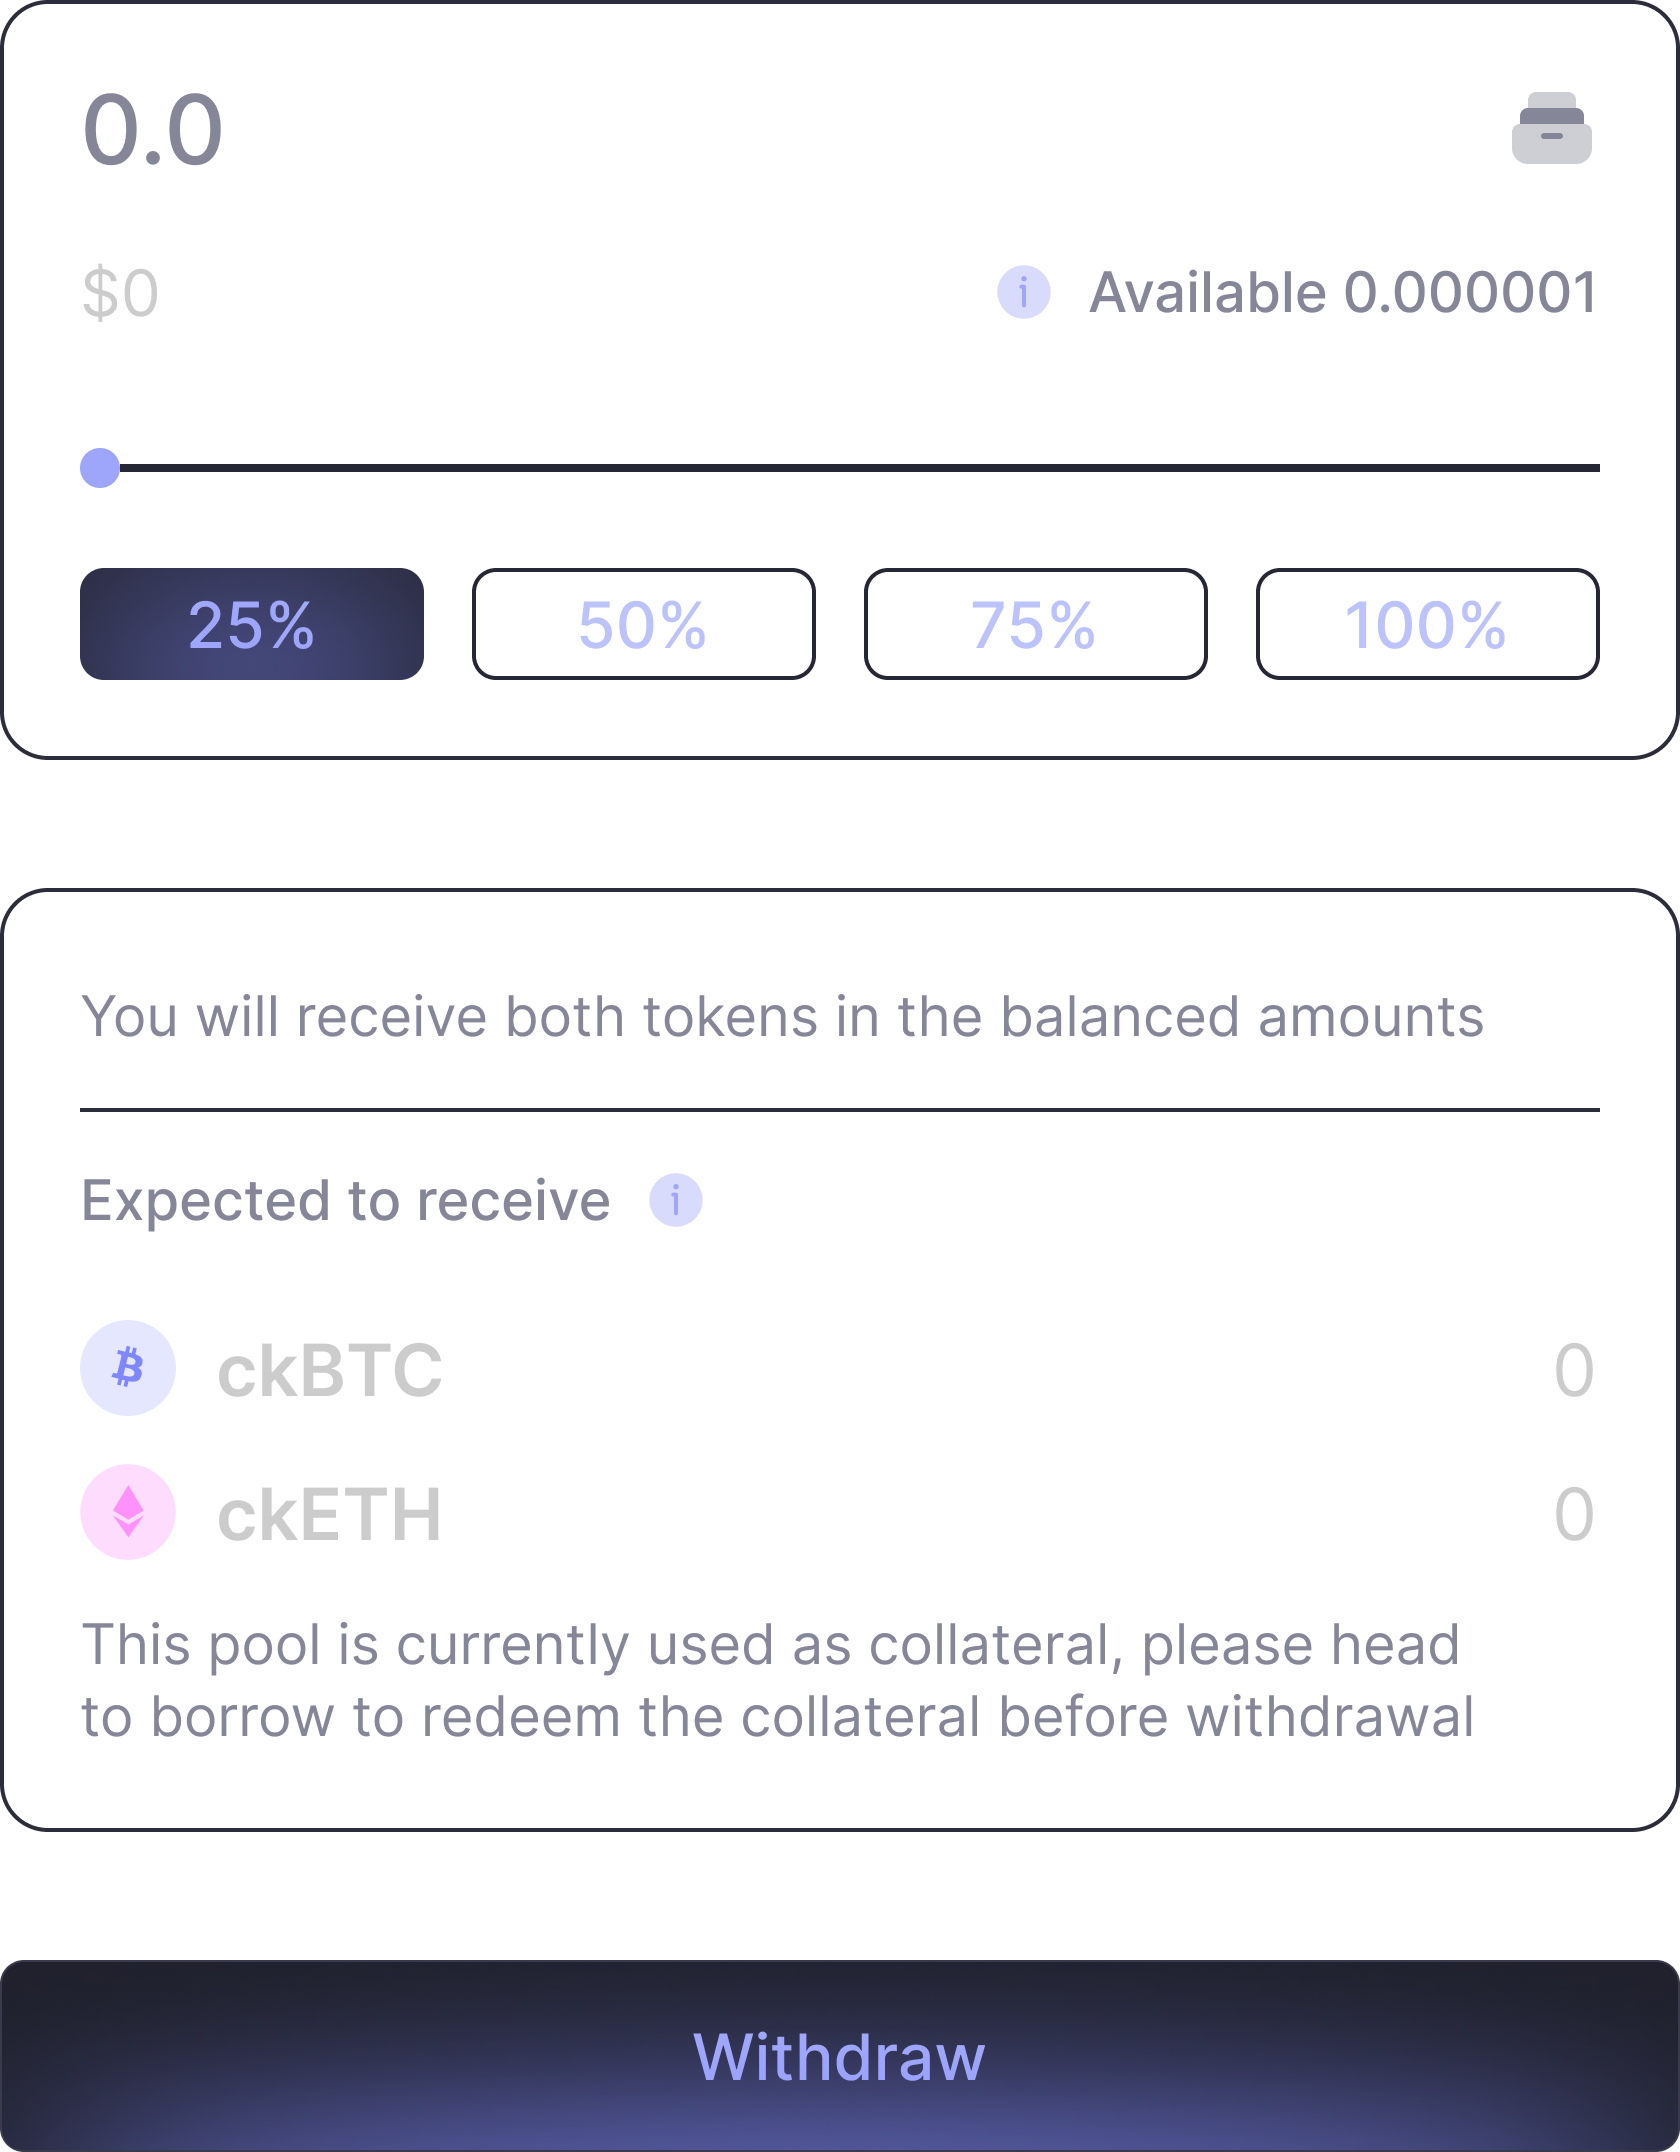 0.0
$0
Available 0.000001
25% 50% 75% 100%
You will receive both tokens in the balanced amounts
Expected to receive
ckBTC 0
ckETH 0
This pool is currently used as collateral, please head
to borrow to redeem the collateral before withdrawal
Withdraw